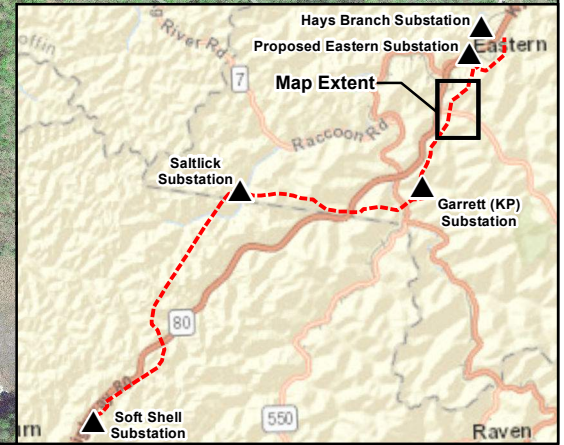 Hays Branch Substation
Proposed Eastern Substation
Eastern
Map Extent
River Rd
7
Raccoon Rd
Saltlick
Substation
Garrett (KP)
Substation
80
80
Soft Shell
Substation
550
Raven